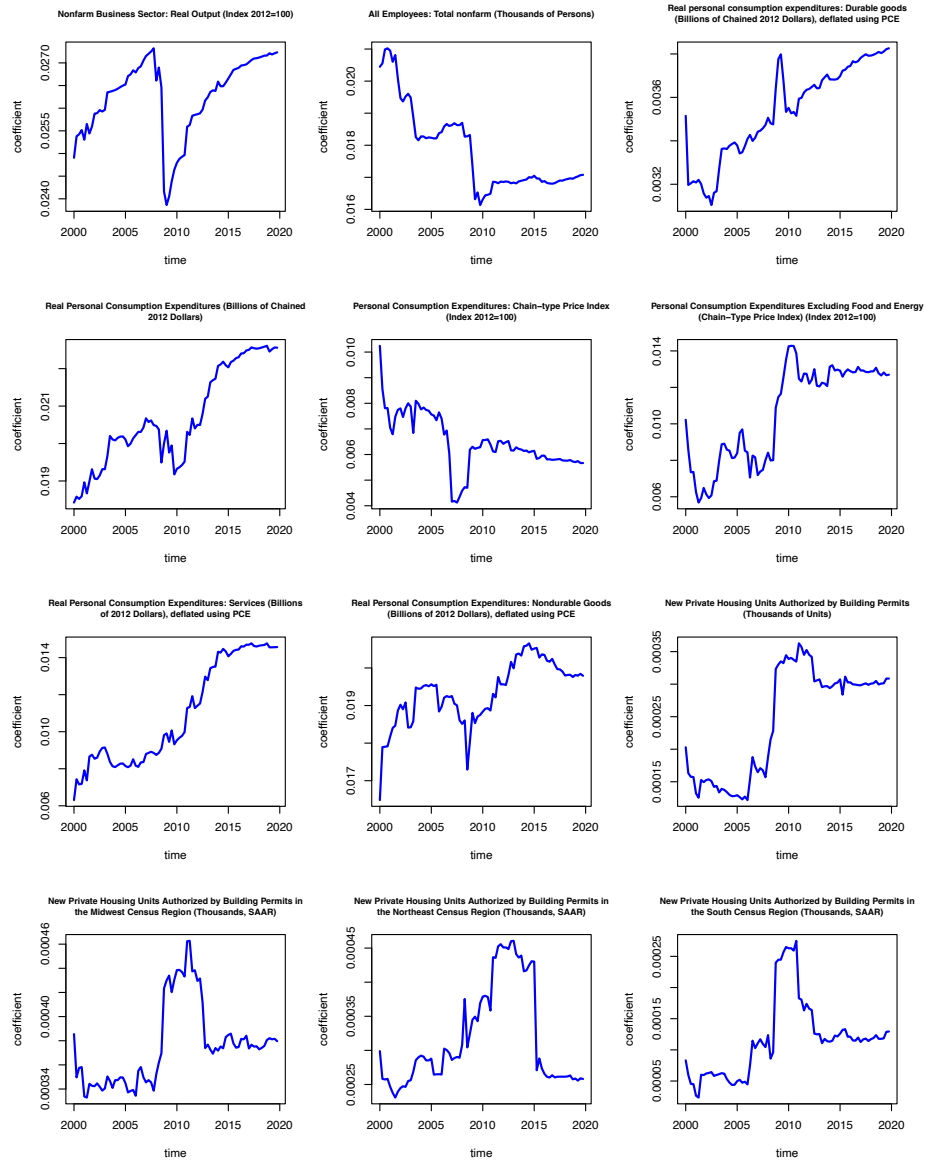 Nonfarm Business Sector: Real Output (Index 2012=100)
coefficient
0.0240
0.0255
0.0270
2000 2005 2010 2015 2020
time
All Employees: Total nonfarm (Thousands of Persons)
coefficient
0.016
0.018
0.020
2000 2005 2010 2015 2020
time
Real personal consumption expenditures: Durable goods
(Billions of Chained 2012 Dollars), deflated using PCE
coefficient
0.0032
0.0036
2000 2005 2010 2015 2020
time
Real Personal Consumption Expenditures (Billions of Chained
2012 Dollars)
coefficient
0.019
0.021
2000 2005 2010 2015 2020
time
Personal Consumption Expenditures: Chain−type Price Index
(Index 2012=100)
coefficient
0.004
0.006
0.008
0.010
2000 2005 2010 2015 2020
time
Personal Consumption Expenditures Excluding Food and Energy
(Chain−Type Price Index) (Index 2012=100)
coefficient
0.006
0.010
0.014
2000 2005 2010 2015 2020
time
Real Personal Consumption Expenditures: Services (Billions
of 2012 Dollars), deflated using PCE
coefficient
0.006
0.010
0.014
2000 2005 2010 2015 2020
time
Real Personal Consumption Expenditures: Nondurable Goods
(Billions of 2012 Dollars), deflated using PCE
coefficient
0.017
0.019
2000 2005 2010 2015 2020
time
New Private Housing Units Authorized by Building Permits
(Thousands of Units)
coefficient
0.00015
0.00025
0.00035
2000 2005 2010 2015 2020
time
New Private Housing Units Authorized by Building Permits in
the Midwest Census Region (Thousands, SAAR)
coefficient
0.00034
0.00040
0.00046
2000 2005 2010 2015 2020
time
New Private Housing Units Authorized by Building Permits in
the Northeast Census Region (Thousands, SAAR)
coefficient
0.00025
0.00035
0.00045
2000 2005 2010 2015 2020
time
New Private Housing Units Authorized by Building Permits in
the South Census Region (Thousands, SAAR)
coefficient
0.00005
0.00015
0.00025
2000 2005 2010 2015 2020
time